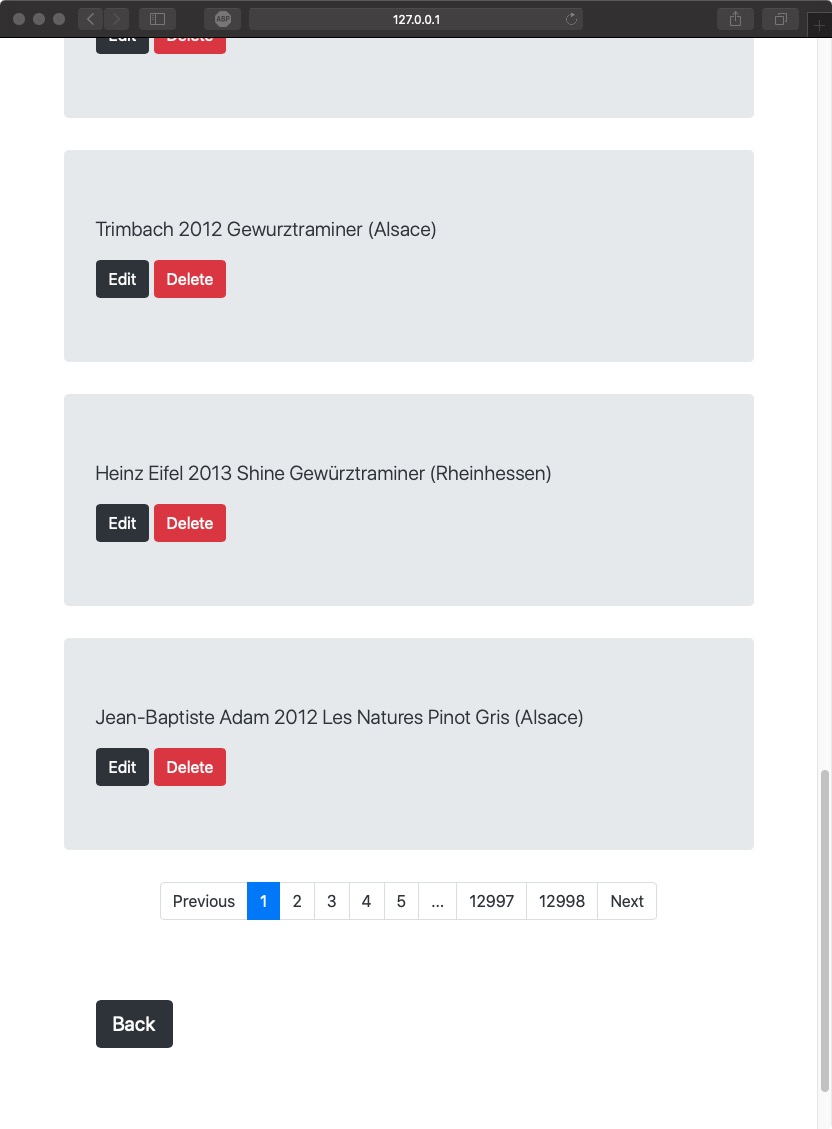 ABP
127.0.0.1
Edit Delete
Trimbach 2012 Gewurztraminer (Alsace)
Edit Delete
Heinz Eifel 2013 Shine Gewürztraminer (Rheinhessen)
Edit Delete
Jean-Baptiste Adam 2012 Les Natures Pinot Gris (Alsace)
Edit Delete
Previous 1 2 3 4 5 ... 12997 12998 Next
Back